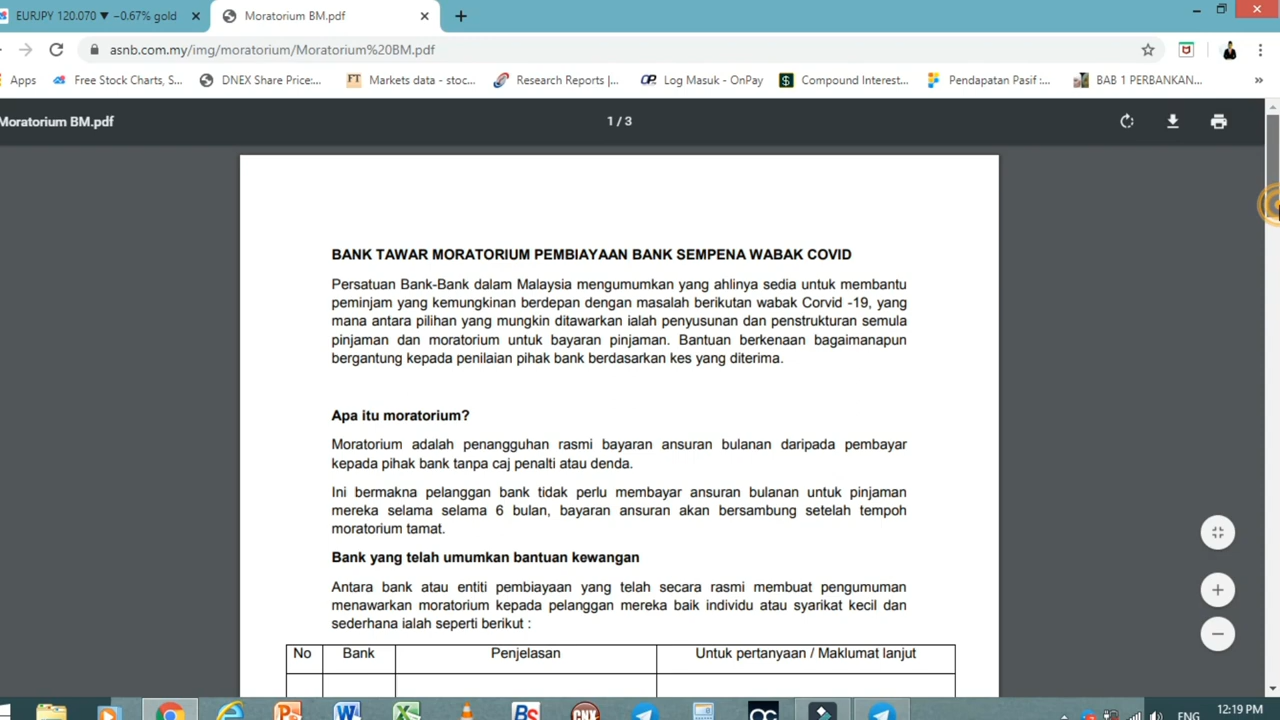 EURJPY 120.070 ▼ −0.67% gold
Moratorium BM.pdf
asnb.com.my/img/moratorium/Moratorium%20BM.pdf
Apps Free Stock Charts, S... DNEX Share Price:... FT Markets data - stoc... Research Reports |... OP Log Masuk - OnPay $ Compound Interest... Pendapatan Pasif :... BAB 1 PERBANKAN... »
Moratorium BM.pdf 1 / 3
BANK TAWAR MORATORIUM PEMBIAYAAN BANK SEMPENA WABAK COVID
Persatuan Bank-Bank dalam Malaysia mengumumkan yang ahlinya sedia untuk membantu
peminjam yang kemungkinan berdepan dengan masalah berikutan wabak Corvid -19, yang
mana antara pilihan yang mungkin ditawarkan ialah penyusunan dan penstrukturan semula
pinjaman dan moratorium untuk bayaran pinjaman. Bantuan berkenaan bagaimanapun
bergantung kepada penilaian pihak bank berdasarkan kes yang diterima.
Apa itu moratorium?
Moratorium adalah penangguhan rasmi bayaran ansuran bulanan daripada pembayar
kepada pihak bank tanpa caj penalti atau denda.
Ini bermakna pelanggan bank tidak perlu membayar ansuran bulanan untuk pinjaman
mereka selama selama 6 bulan, bayaran ansuran akan bersambung setelah tempoh
moratorium tamat.
Bank yang telah umumkan bantuan kewangan
Antara bank atau entiti pembiayaan yang telah secara rasmi membuat pengumuman
menawarkan moratorium kepada pelanggan mereka baik individu atau syarikat kecil dan
sederhana ialah seperti berikut :
No Bank Penjelasan Untuk pertanyaan / Maklumat lanjut
BS CNX OC ENG 12:19 PM